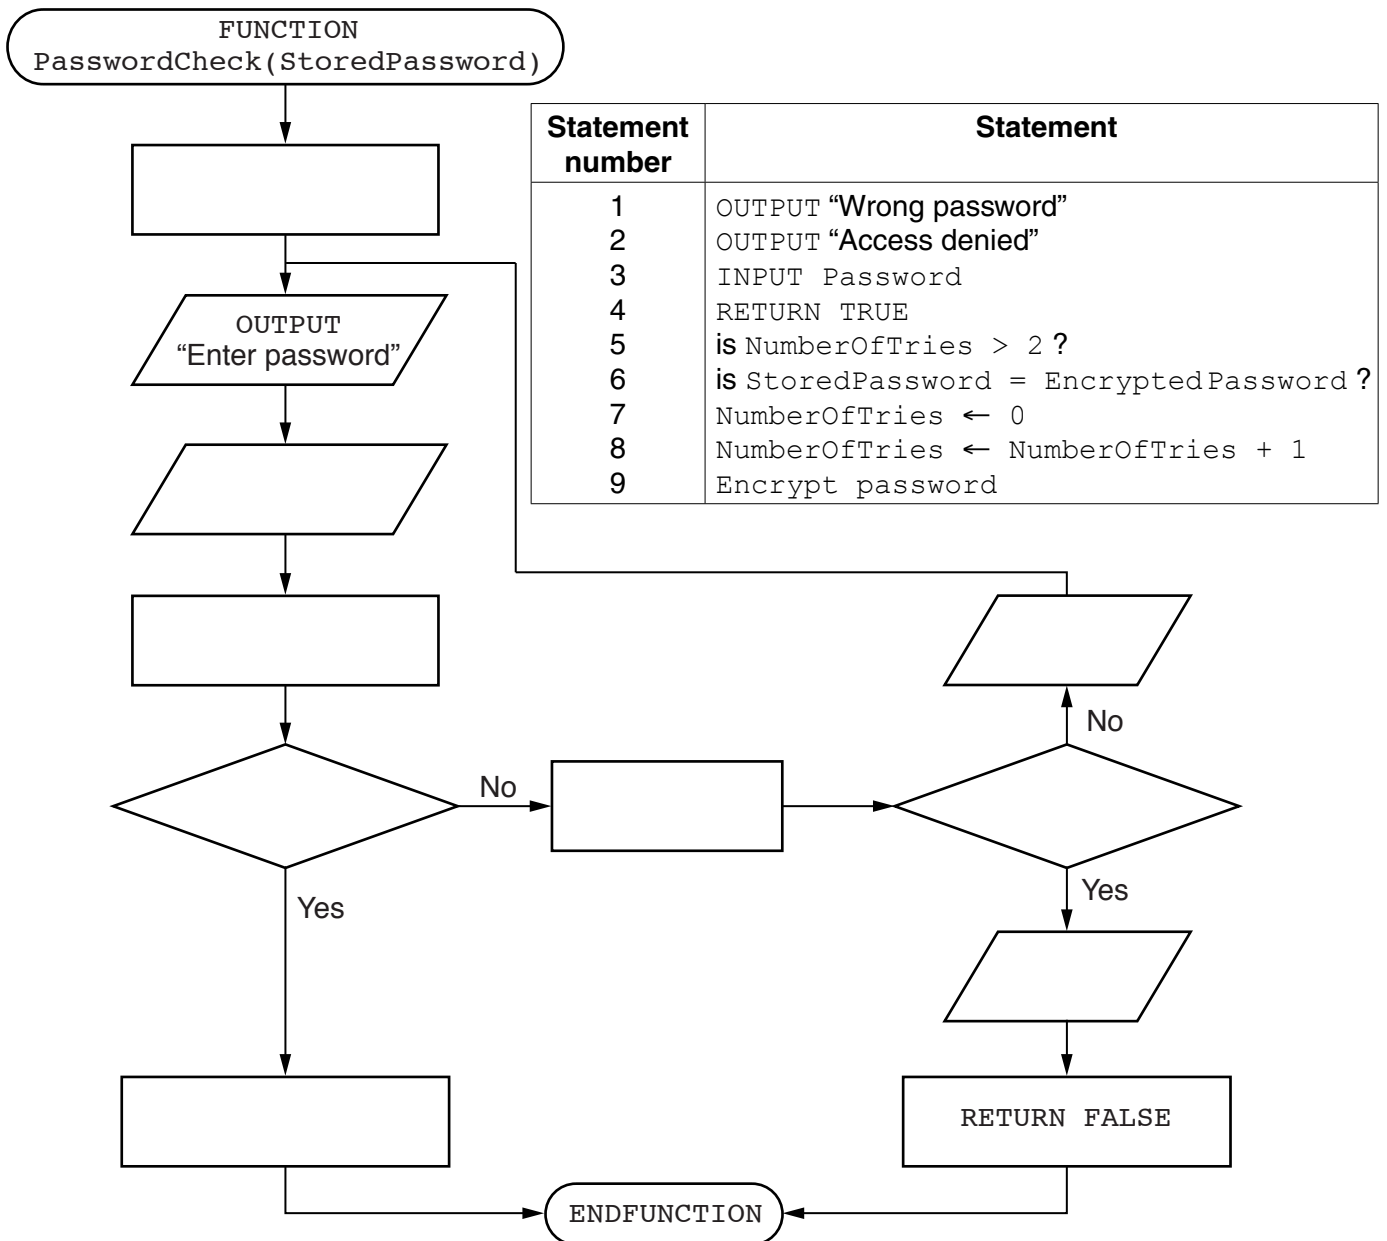 FUNCTION
PasswordCheck(StoredPassword)
Statement number Statement
1 OUTPUT “Wrong password”
2 OUTPUT “Access denied”
3 INPUT Password
4 RETURN TRUE
5 is NumberOfTries > 2 ?
6 is StoredPassword = EncryptedPassword ?
7 NumberOfTries ← 0
8 NumberOfTries ← NumberOfTries + 1
9 Encrypt password
OUTPUT
“Enter password”
No
No
Yes
Yes
RETURN FALSE
ENDFUNCTION